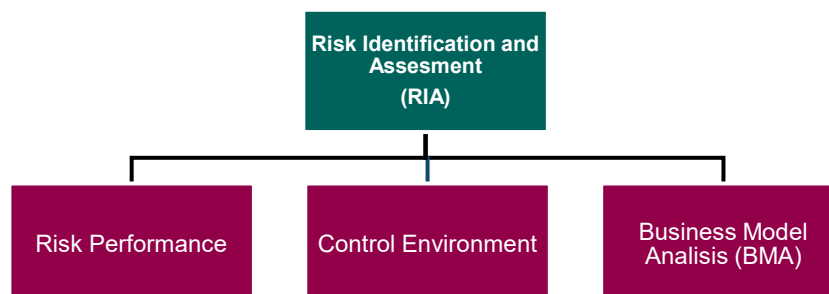 Risk Identification and
Assesment
(RIA)
Risk Performance
Control Environment
Business Model
Analisis (BMA)